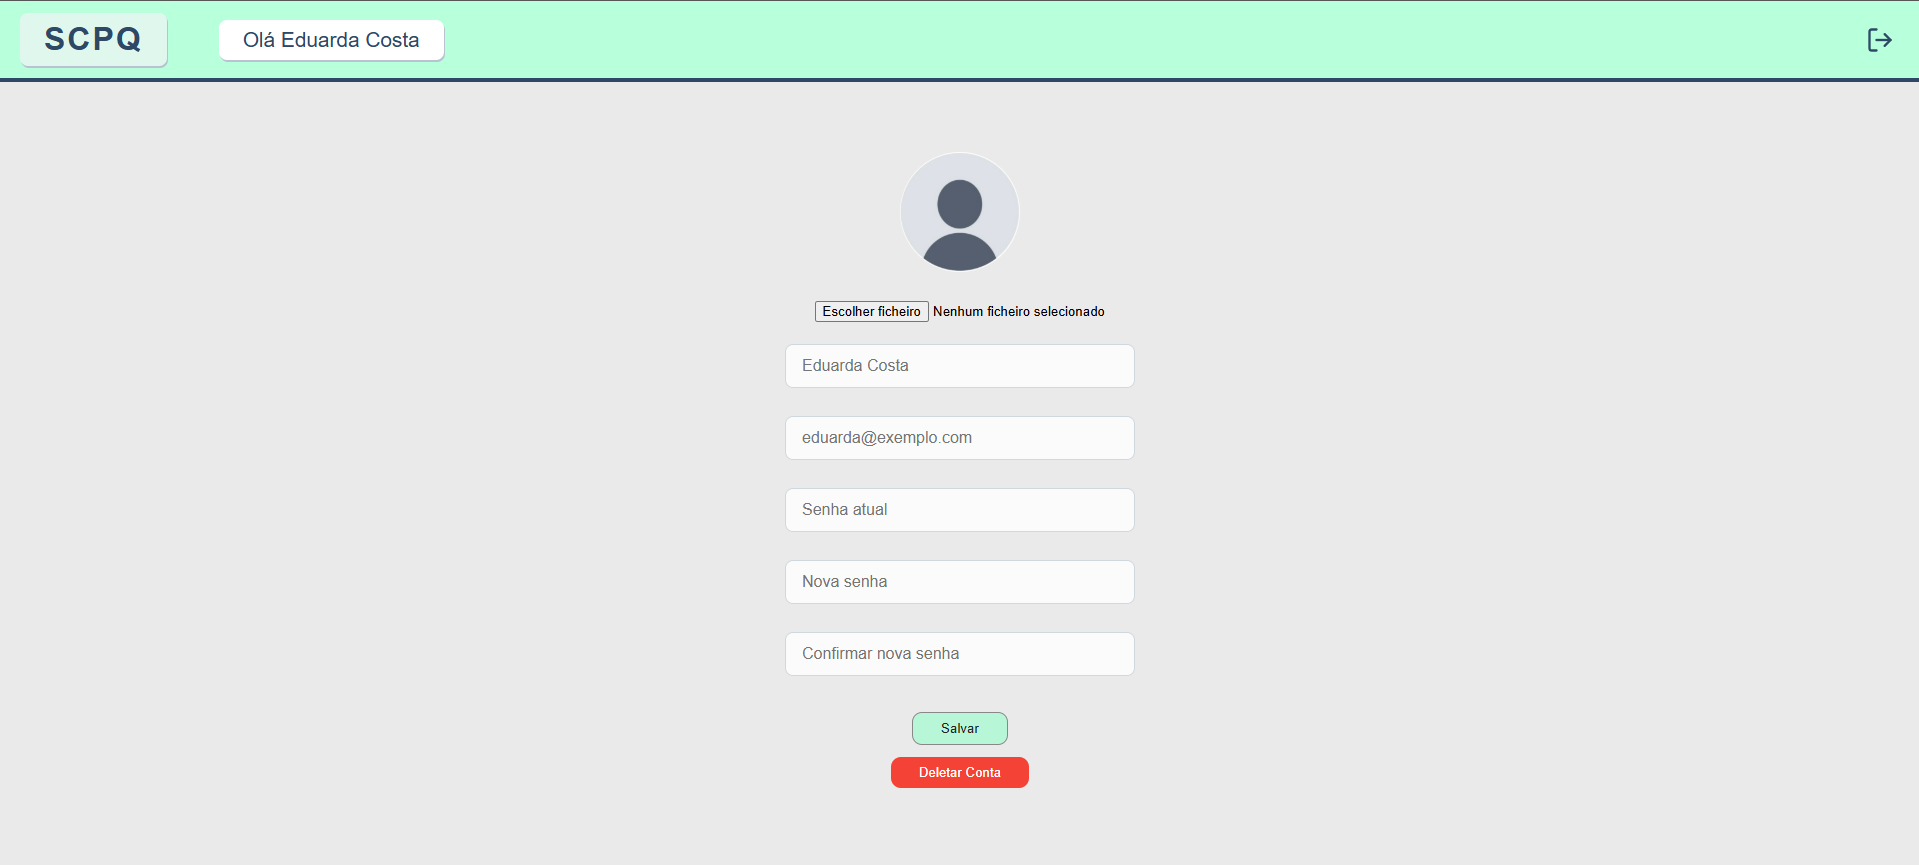 SCPQ
Olá Eduarda Costa
Escolher ficheiro Nenhum ficheiro selecionado
Eduarda Costa
eduarda@exemplo.com
Senha atual
Nova senha
Confirmar nova senha
Salvar
Deletar Conta